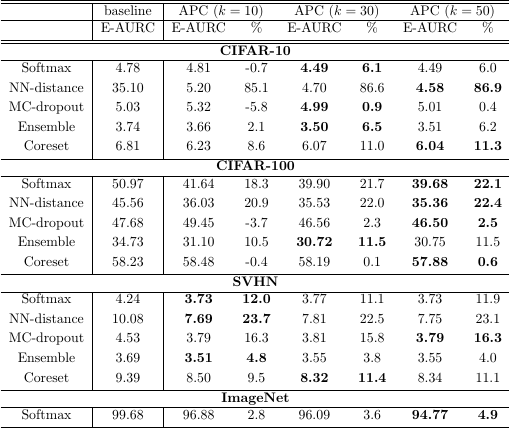 baseline APC (k = 10) APC (k = 30) APC (k = 50)
E-AURC E-AURC % E-AURC % E-AURC %
CIFAR-10
Softmax 4.78 4.81 -0.7 4.49 6.1 4.49 6.0
NN-distance 35.10 5.20 85.1 4.70 86.6 4.58 86.9
MC-dropout 5.03 5.32 -5.8 4.99 0.9 5.01 0.4
Ensemble 3.74 3.66 2.1 3.50 6.5 3.51 6.2
Coreset 6.81 6.23 8.6 6.07 11.0 6.04 11.3
CIFAR-100
Softmax 50.97 41.64 18.3 39.90 21.7 39.68 22.1
NN-distance 45.56 36.03 20.9 35.53 22.0 35.36 22.4
MC-dropout 47.68 49.45 -3.7 46.56 2.3 46.50 2.5
Ensemble 34.73 31.10 10.5 30.72 11.5 30.75 11.5
Coreset 58.23 58.48 -0.4 58.19 0.1 57.88 0.6
SVHN
Softmax 4.24 3.73 12.0 3.77 11.1 3.73 11.9
NN-distance 10.08 7.69 23.7 7.81 22.5 7.75 23.1
MC-dropout 4.53 3.79 16.3 3.81 15.8 3.79 16.3
Ensemble 3.69 3.51 4.8 3.55 3.8 3.55 4.0
Coreset 9.39 8.50 9.5 8.32 11.4 8.34 11.1
ImageNet
Softmax 99.68 96.88 2.8 96.09 3.6 94.77 4.9